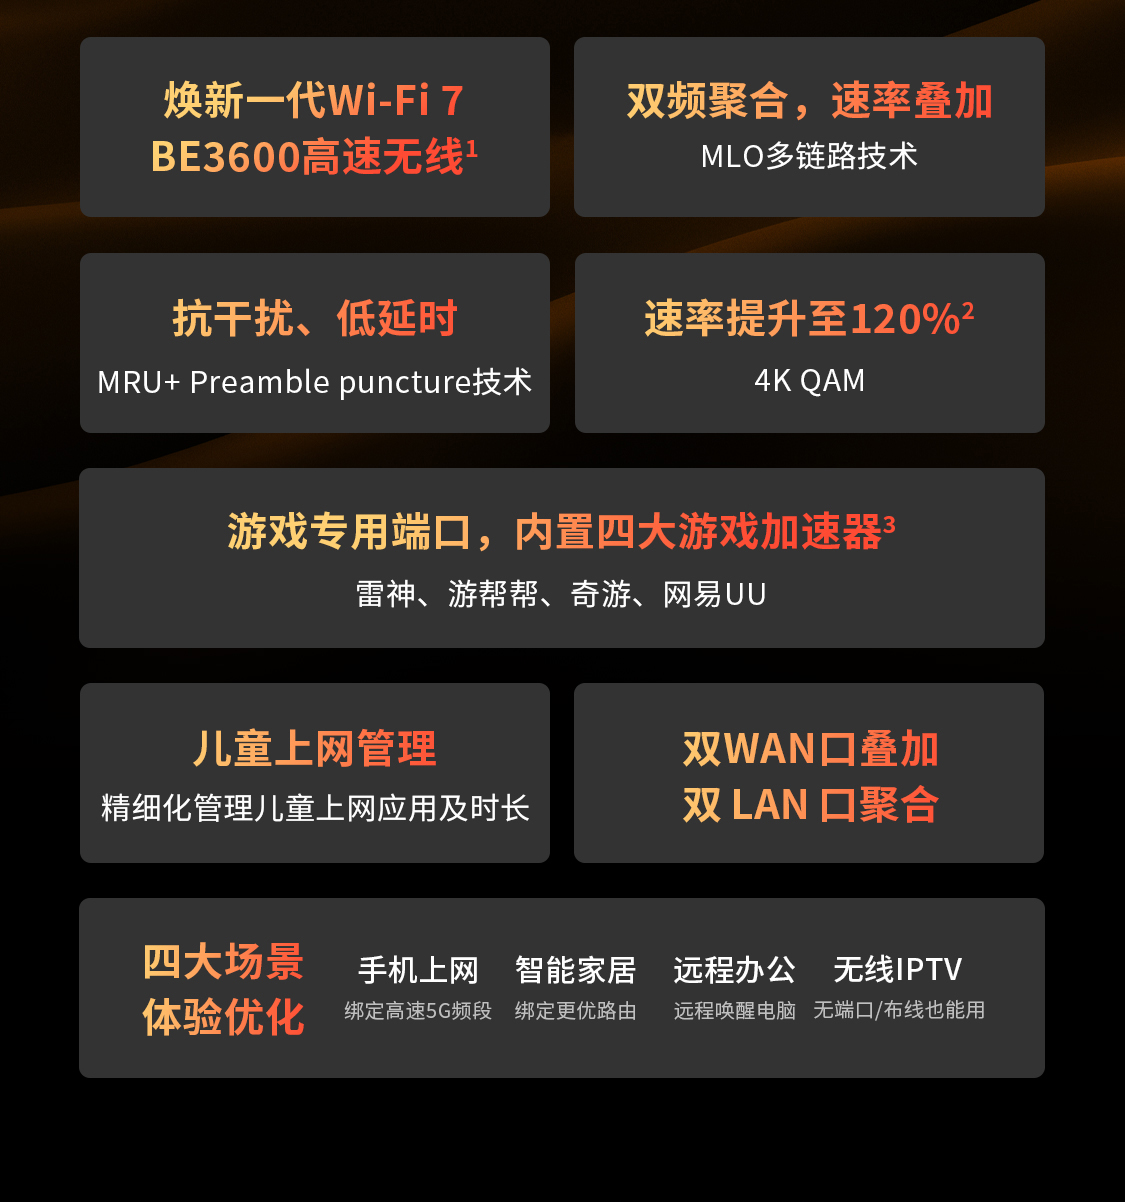 焕新一代Wi-Fi 7
BE3600高速无线¹
双频聚合，速率叠加
MLO多链路技术
抗干扰、低延时
MRU+ Preamble puncture技术
速率提升至120%²
4K QAM
游戏专用端口，内置四大游戏加速器³
雷神、游帮帮、奇游、网易UU
儿童上网管理
精细化管理儿童上网应用及时长
双WAN口叠加
双 LAN 口聚合
四大场景
体验优化
手机上网
绑定高速5G频段
智能家居
绑定更优路由
远程办公
远程唤醒电脑
无线IPTV
无端口/布线也能用